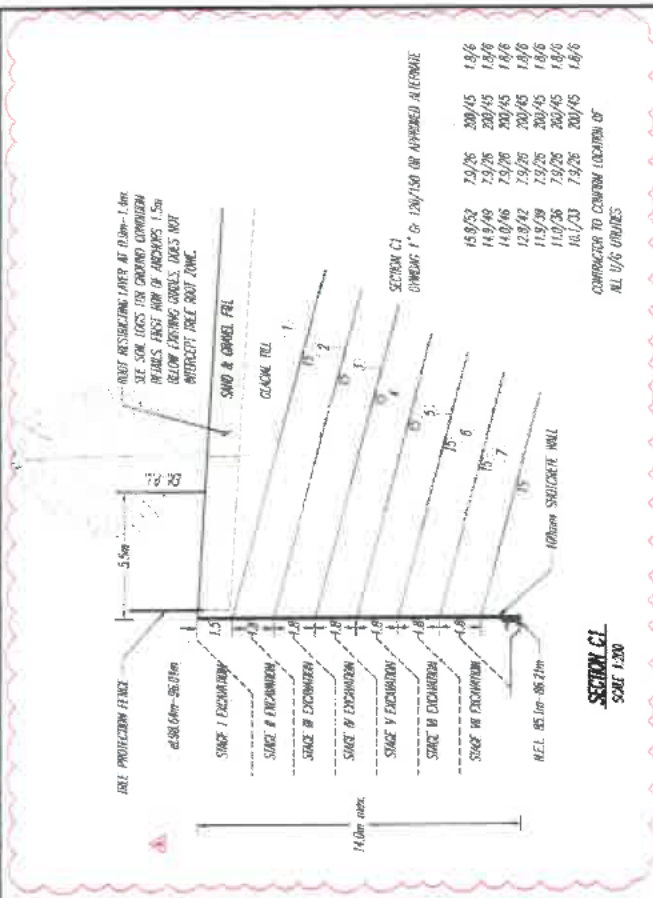 TREE PROTECTION FENCE
5.5m
ROOT RESTRICTING LAYER AT 0.9m-1.4m.
SEE SOIL LOGS FOR GROUND CONDITION
DETAILS. FIRST ROW OF ANCHORS 1.5m
BELOW EXISTING GRADES, DOES NOT
INTERCEPT TREE ROOT ZONE.
SAND & GRAVEL FILL
GLACIAL TILL
1.5
1.8
1.8
1.8
1.8
1.8
STAGE I EXCAVATION
STAGE II EXCAVATION
STAGE III EXCAVATION
STAGE IV EXCAVATION
STAGE V EXCAVATION
STAGE VI EXCAVATION
STAGE VII EXCAVATION
14.0m max.
1
15
2
15
3
15
4
15
5
15
6
15
7
15
100mm SHOTCRETE WALL
SECTION C1
DYWIDAG 1" Gr 120/150 OR APPROVED ALTERNATE
15.8/52 7.9/26 200/45 1.8/6
14.9/49 7.9/26 200/45 1.8/6
14.0/46 7.9/26 200/45 1.8/6
12.8/42 7.9/26 200/45 1.8/6
11.9/39 7.9/26 200/45 1.8/6
11.0/36 7.9/26 200/45 1.8/6
10.1/33 7.9/26 200/45 1.8/6
CONTRACTOR TO CONFIRM LOCATION OF
ALL U/G UTILITIES
SECTION C1
SCALE 1:200